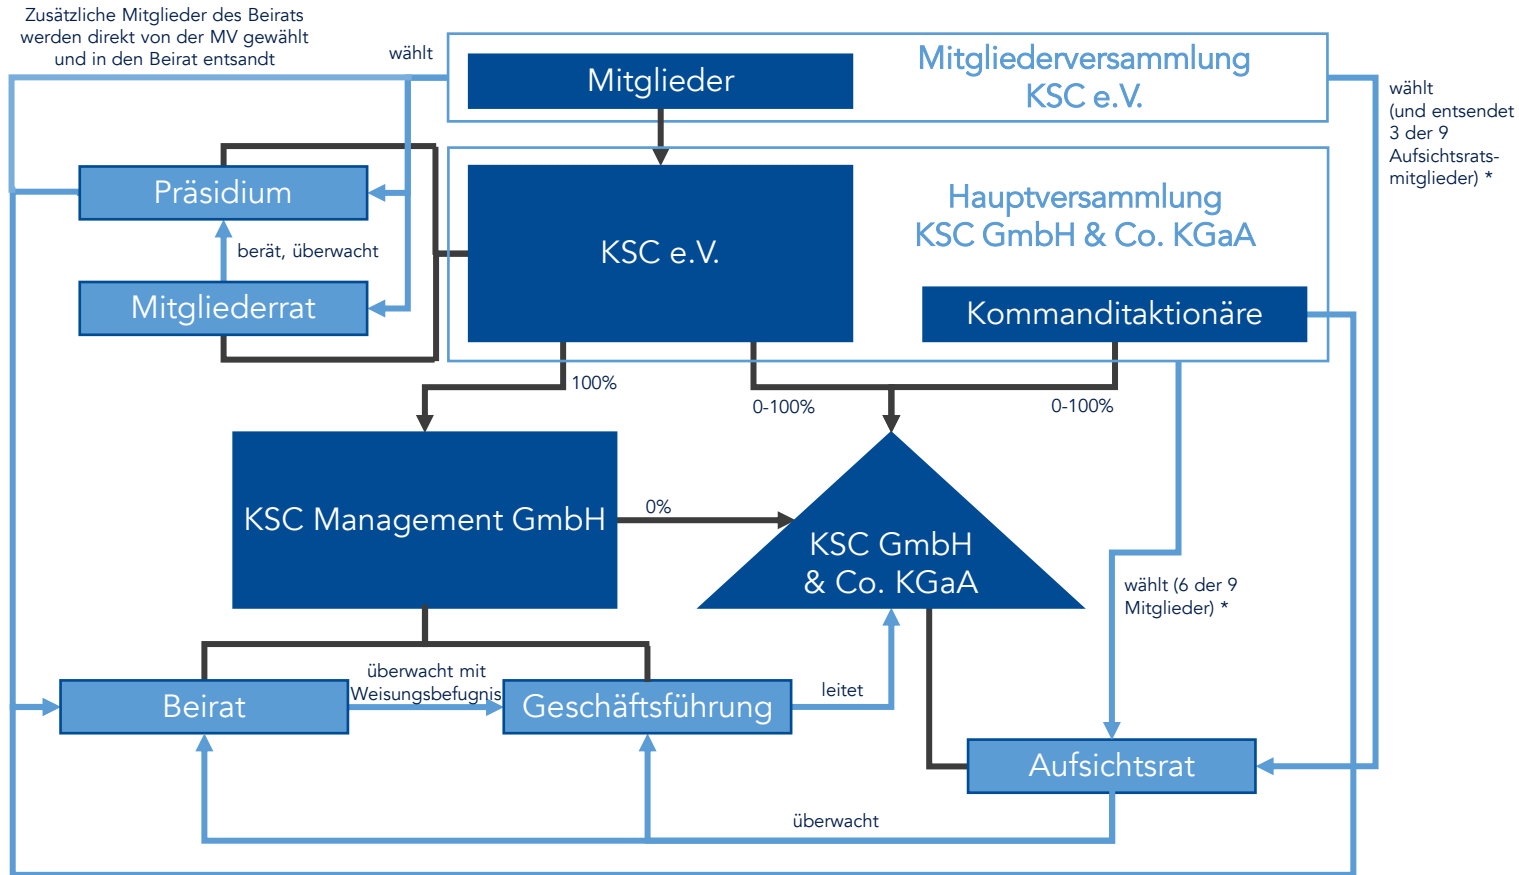 Zusätzliche Mitglieder des Beirats
werden direkt von der MV gewählt
und in den Beirat entsandt
wählt
Mitglieder
Mitgliederversammlung
KSC e.V.
wählt
(und entsendet
3 der 9
Aufsichtsrats-
mitglieder) *
Präsidium
berät, überwacht
Mitgliederrat
KSC e.V.
Hauptversammlung
KSC GmbH & Co. KGaA
Kommanditaktionäre
100%
0-100%
0-100%
KSC Management GmbH
0%
KSC GmbH
& Co. KGaA
wählt (6 der 9
Mitglieder) *
Beirat
überwacht mit
Weisungsbefugnis
Geschäftsführung
leitet
Aufsichtsrat
überwacht